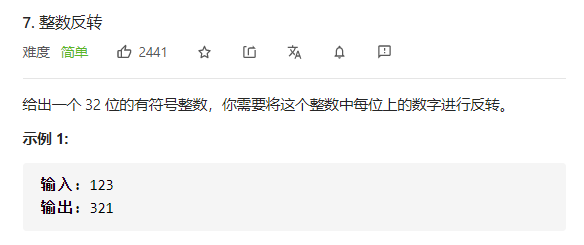 7. 整数反转
难度 简单 2441
给出一个 32 位的有符号整数，你需要将这个整数中每位上的数字进行反转。
示例 1:
输入: 123
输出: 321